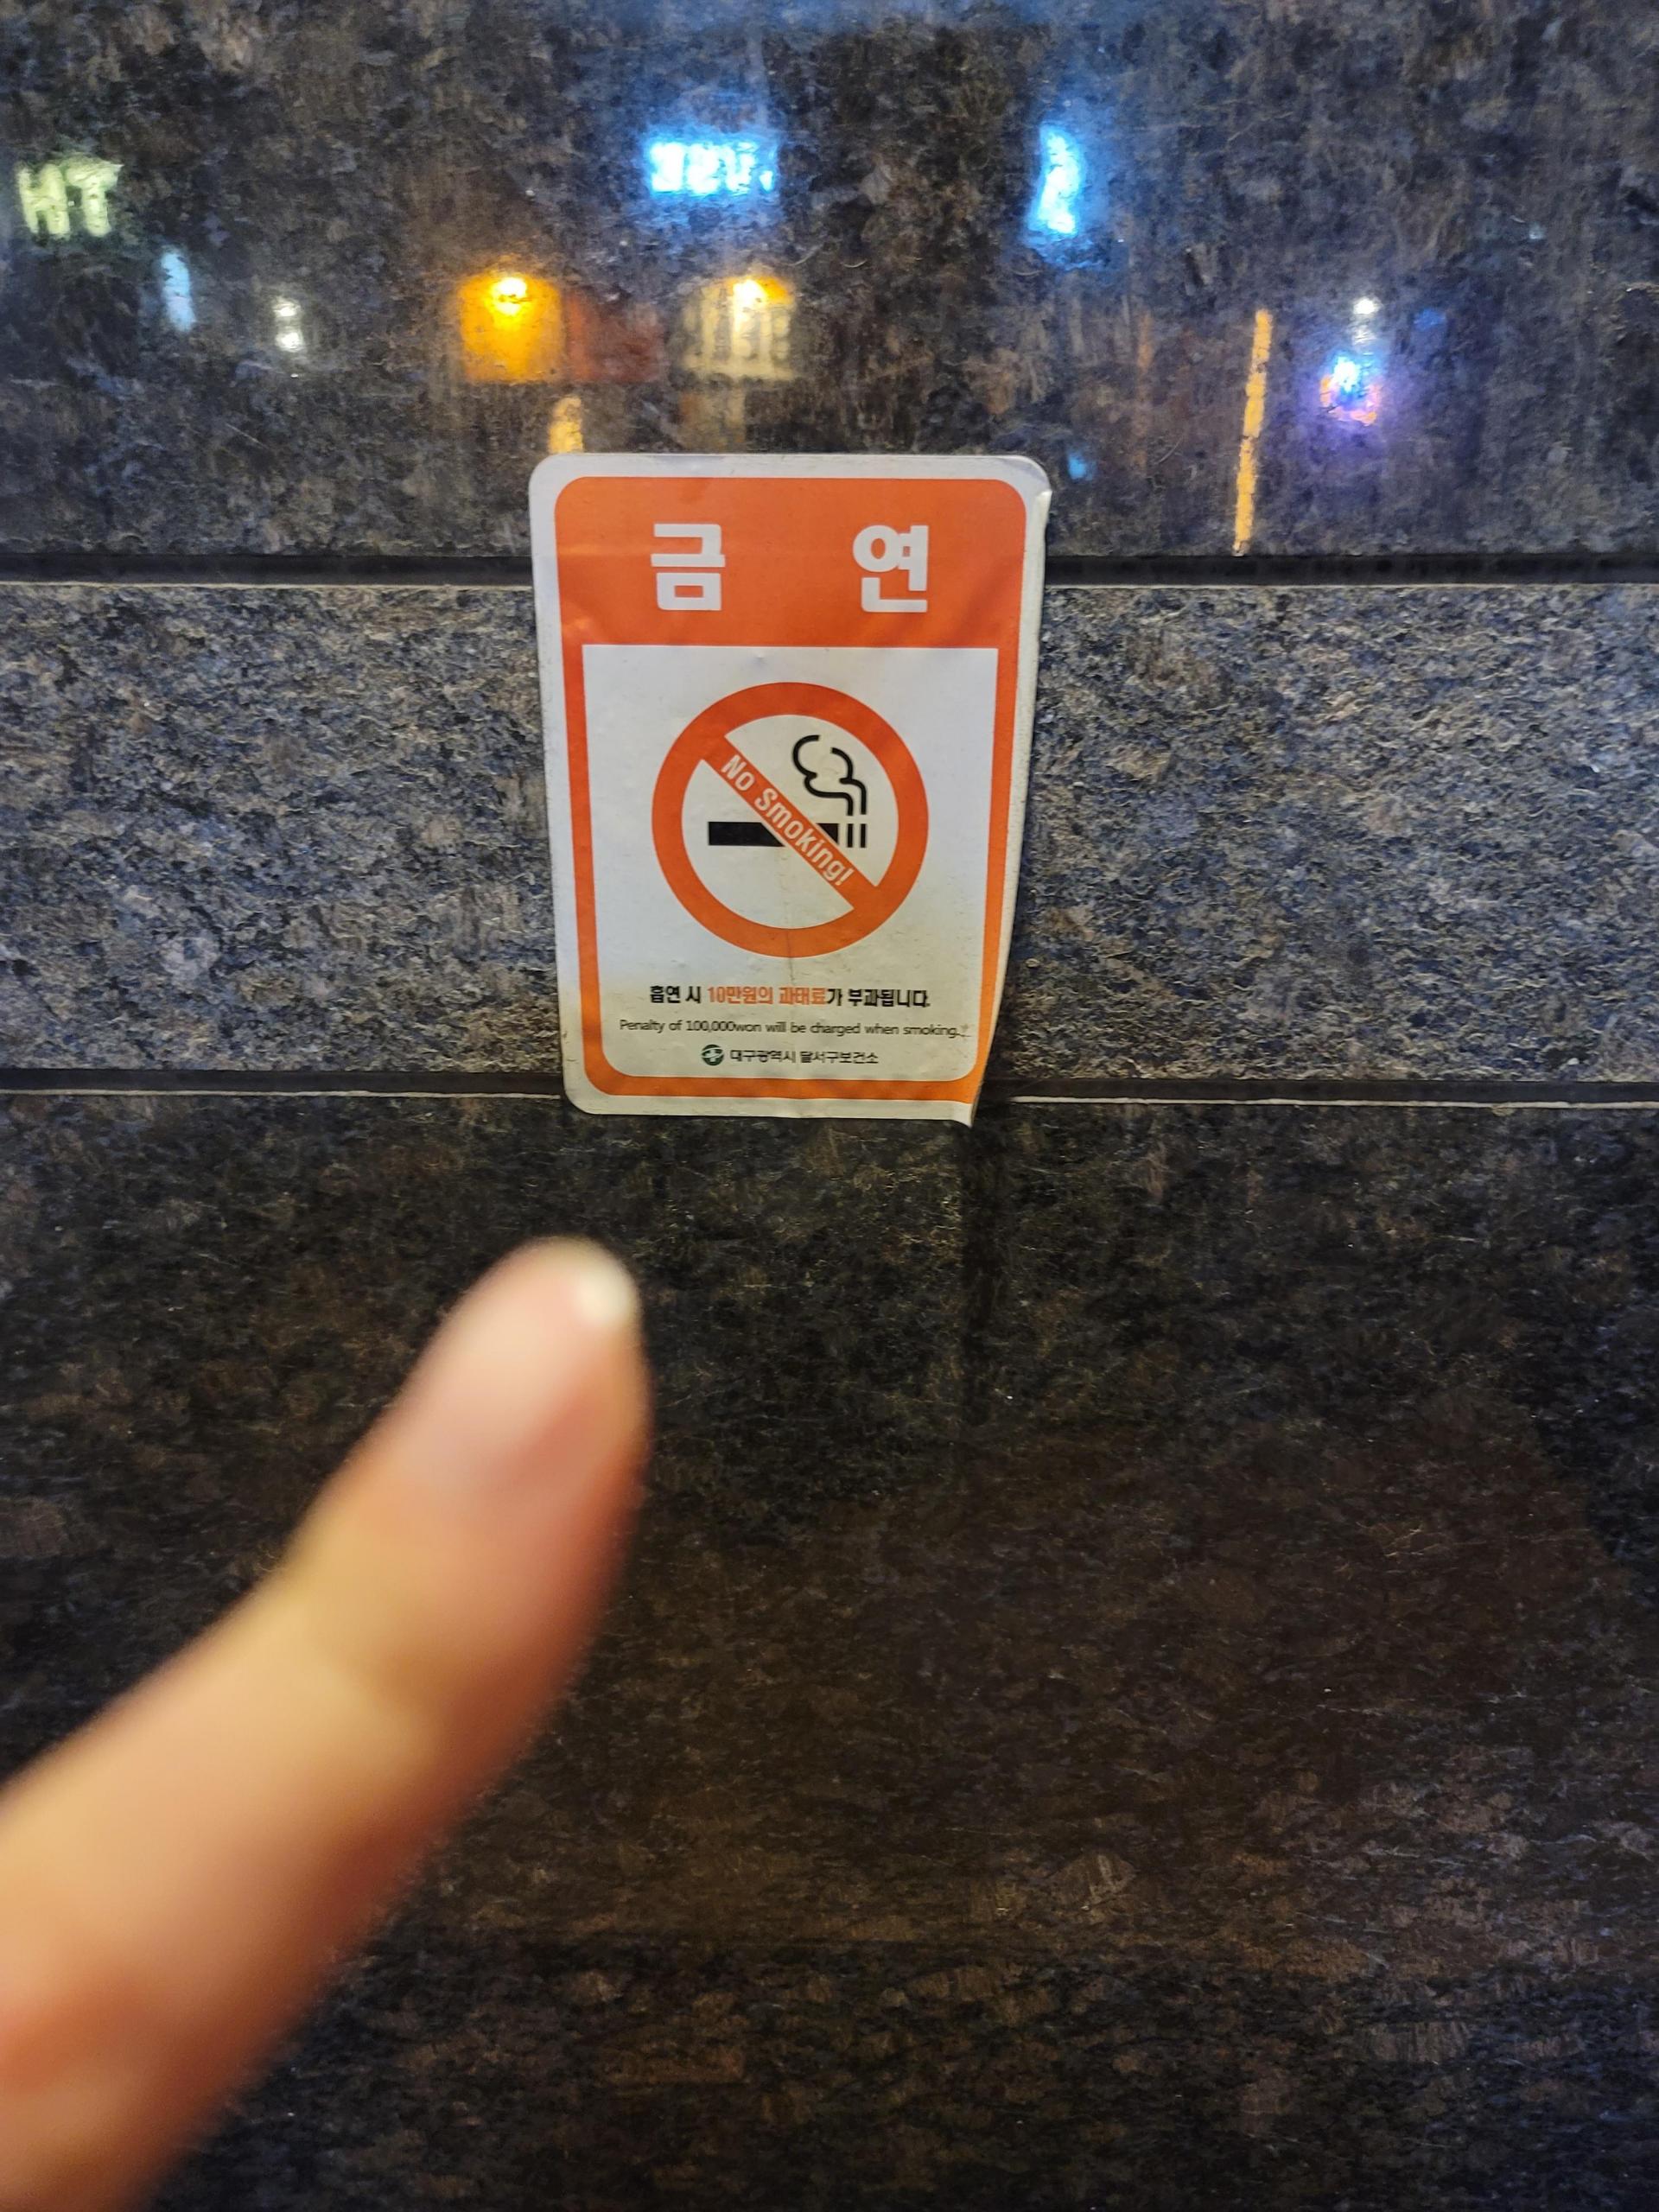 금 연
No Smoking!
흡연 시 10만원의 과태료가 부과됩니다.
Penalty of 100,000won will be charged when smoking.
대구광역시 달서구보건소